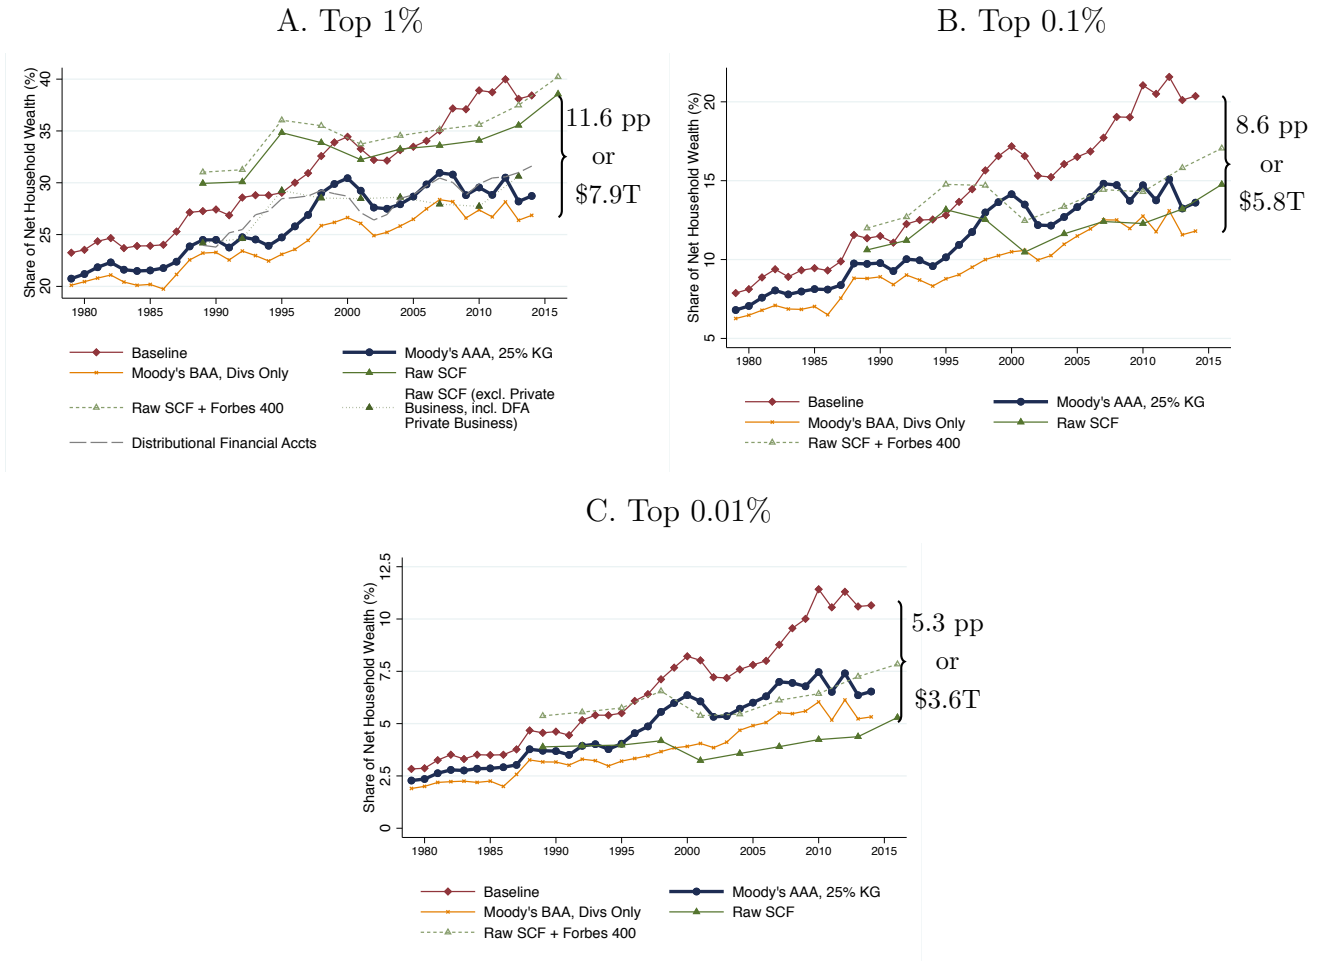 A. Top 1%
Share of Net Household Wealth (%)
40
35
30
25
20
1980 1985 1990 1995 2000 2005 2010 2015
11.6 pp
or
$7.9T
Baseline
Moody's AAA, 25% KG
Moody's BAA, Divs Only
Raw SCF
Raw SCF + Forbes 400
Raw SCF (excl. Private
Business, incl. DFA
Private Business)
Distributional Financial Accts
B. Top 0.1%
Share of Net Household Wealth (%)
20
15
10
5
1980 1985 1990 1995 2000 2005 2010 2015
8.6 pp
or
$5.8T
Baseline
Moody's AAA, 25% KG
Moody's BAA, Divs Only
Raw SCF
Raw SCF + Forbes 400
C. Top 0.01%
Share of Net Household Wealth (%)
12.5
10
7.5
5
2.5
0
1980 1985 1990 1995 2000 2005 2010 2015
5.3 pp
or
$3.6T
Baseline
Moody's AAA, 25% KG
Moody's BAA, Divs Only
Raw SCF
Raw SCF + Forbes 400